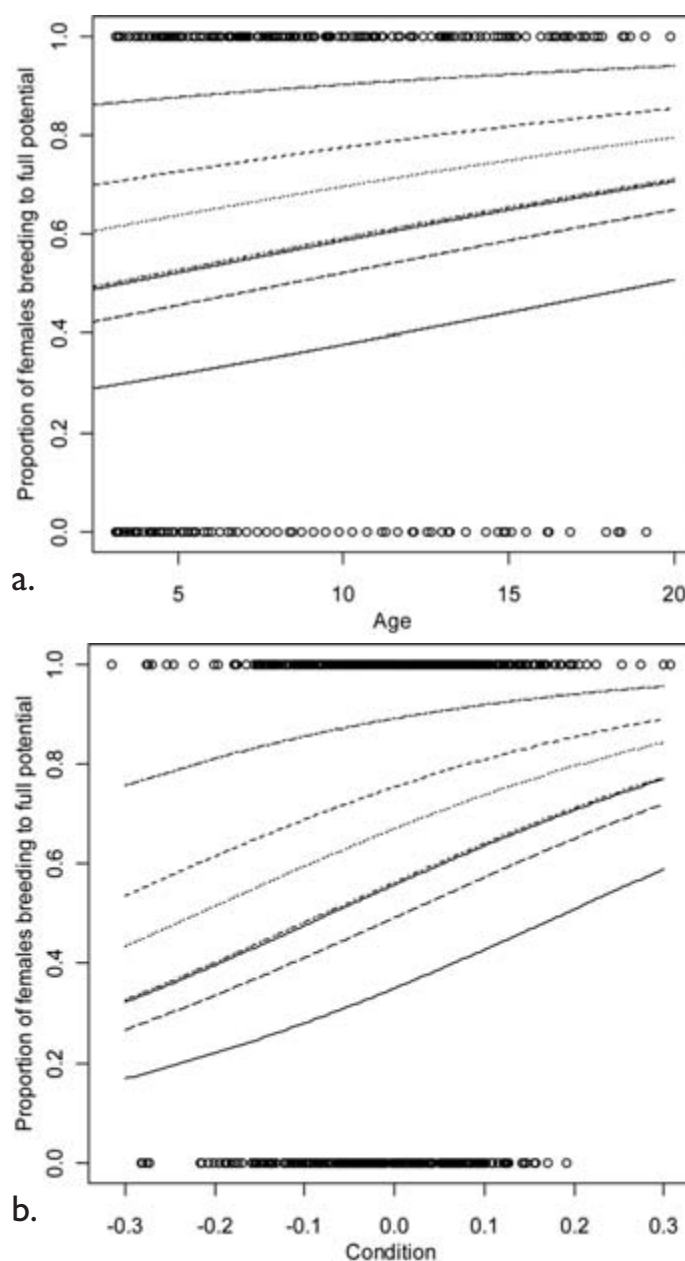 Proportion of females breeding to full potential
1.0
0.8
0.6
0.4
0.2
0.0
5 10 15 20
Age
a.
Proportion of females breeding to full potential
1.0
0.8
0.6
0.4
0.2
0.0
-0.3 -0.2 -0.1 0.0 0.1 0.2 0.3
Condition
b.